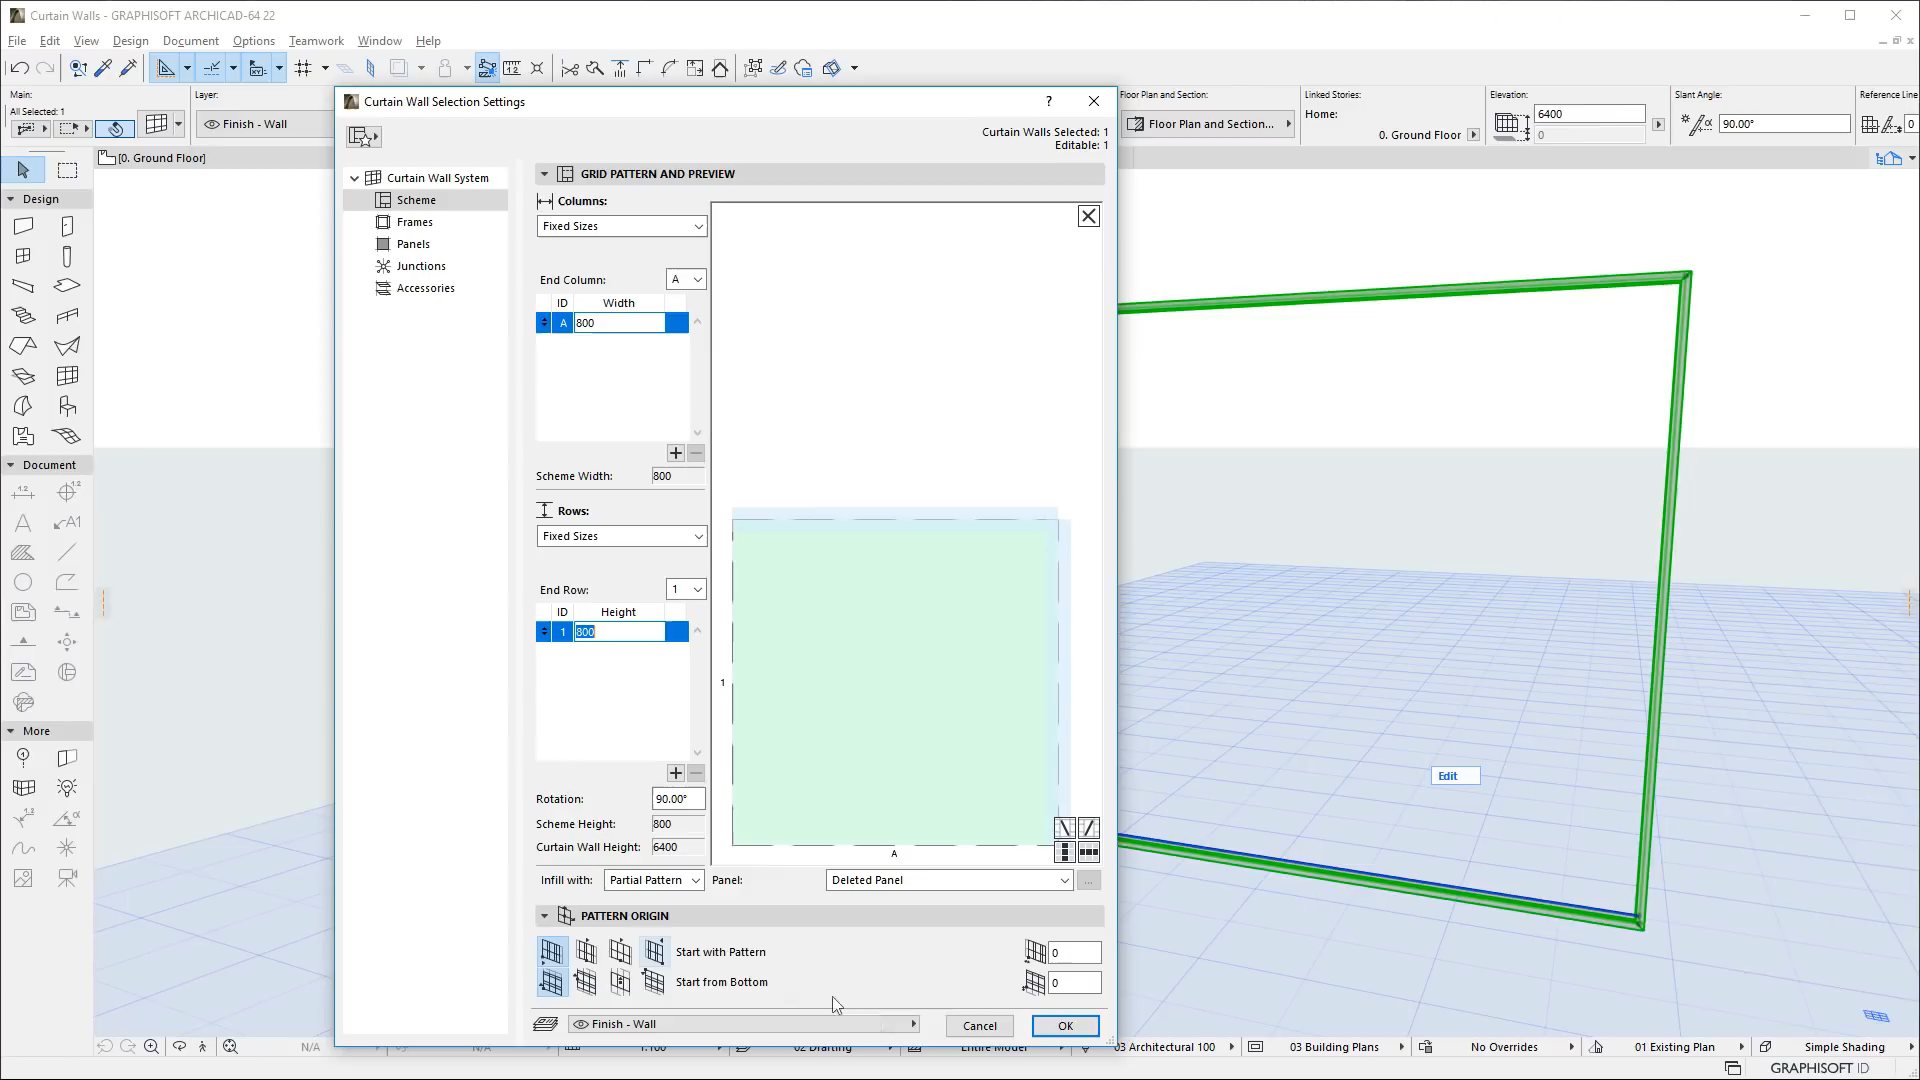 Curtain Walls - GRAPHISOFT ARCHICAD-64 22
File Edit View Design Document Options Teamwork Window Help
Main:
All Selected: 1
Layer:
Finish - Wall
Floor Plan and Section:
Floor Plan and Section...
Linked Stories:
Home:
0. Ground Floor
Elevation:
6400
0
Slant Angle:
90.00°
Reference Line
0
[0. Ground Floor]
Design
Document
More
Curtain Wall Selection Settings
?
Curtain Walls Selected: 1
Editable: 1
Curtain Wall System
Scheme
Frames
Panels
Junctions
Accessories
GRID PATTERN AND PREVIEW
Columns:
Fixed Sizes
End Column: A
ID Width
A 800
Scheme Width: 800
Rows:
Fixed Sizes
End Row: 1
ID Height
1 800
Rotation: 90.00°
Scheme Height: 800
Curtain Wall Height: 6400
1
A
Infill with: Partial Pattern Panel: Deleted Panel ...
PATTERN ORIGIN
Start with Pattern 0
Start from Bottom 0
Finish - Wall
Cancel OK
Edit
N/A
03 Architectural 100
03 Building Plans
No Overrides
01 Existing Plan
Simple Shading
GRAPHISOFT ID